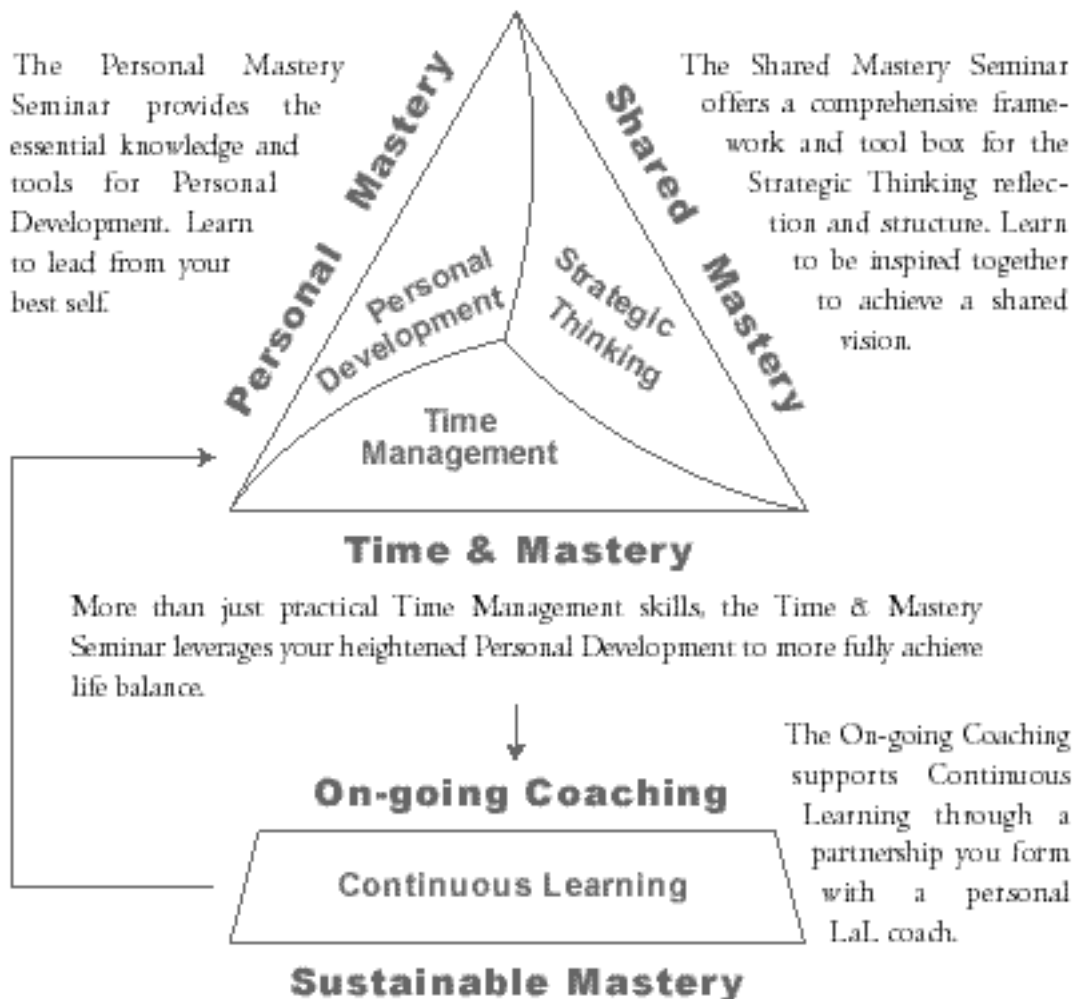 The Personal Mastery
Seminar provides the
essential knowledge and
tools for Personal
Development. Learn
to lead from your
best self.
Personal Mastery
Shared Mastery
The Shared Mastery Seminar
offers a comprehensive frame-
work and tool box for the
Strategic Thinking reflec-
tion and structure. Learn
to be inspired together
to achieve a shared
vision.
Personal
Development
Strategic
Thinking
Time
Management
Time & Mastery
More than just practical Time Management skills, the Time & Mastery
Seminar leverages your heightened Personal Development to more fully achieve
life balance.
On-going Coaching
Continuous Learning
Sustainable Mastery
The On-going Coaching
supports Continuous
Learning through a
partnership you form
with a personal
LaL coach.